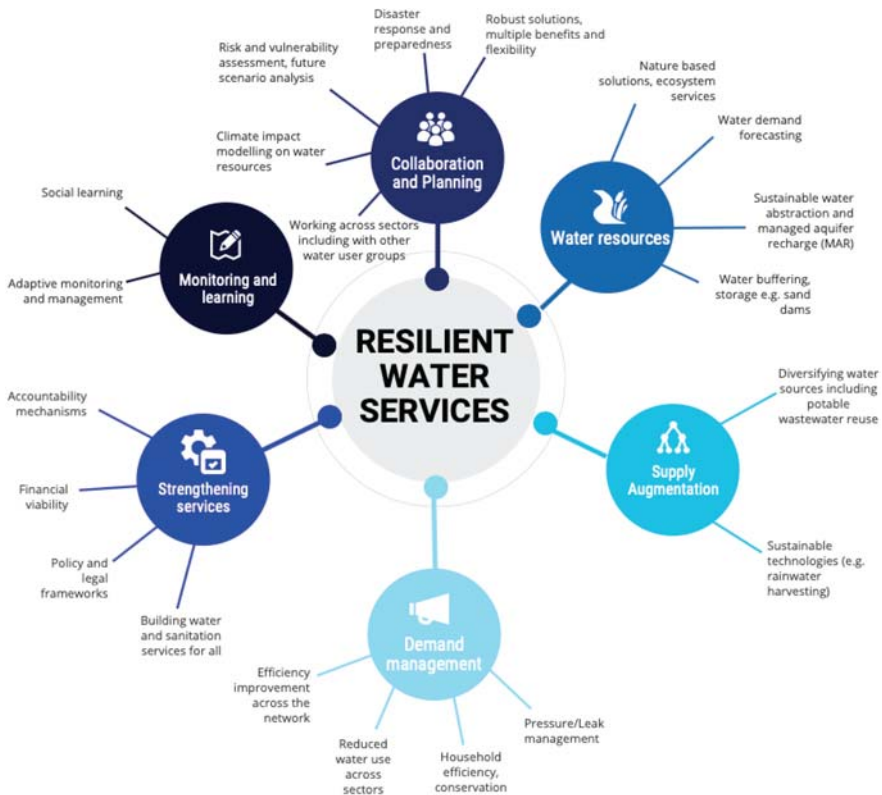 Disaster
response and
preparedness
Robust solutions,
multiple benefits and
flexibility
Risk and vulnerability
assessment, future
scenario analysis
Climate impact
modelling on water
resources
Working across sectors
including with other
water user groups
Collaboration
and Planning
Nature based
solutions, ecosystem
services
Water demand
forecasting
Sustainable water
abstraction and
managed aquifer
recharge (MAR)
Water buffering,
storage e.g. sand
dams
Water resources
Social learning
Adaptive monitoring
and management
Monitoring and
learning
RESILIENT
WATER
SERVICES
Diversifying water
sources including
potable
wastewater reuse
Sustainable
technologies (e.g.
rainwater
harvesting)
Supply
Augmentation
Accountability
mechanisms
Financial
viability
Policy and
legal
frameworks
Building water
and sanitation
services for all
Strengthening
services
Demand
management
Efficiency
improvement
across the
network
Reduced
water use
across
sectors
Household
efficiency,
conservation
Pressure/Leak
management